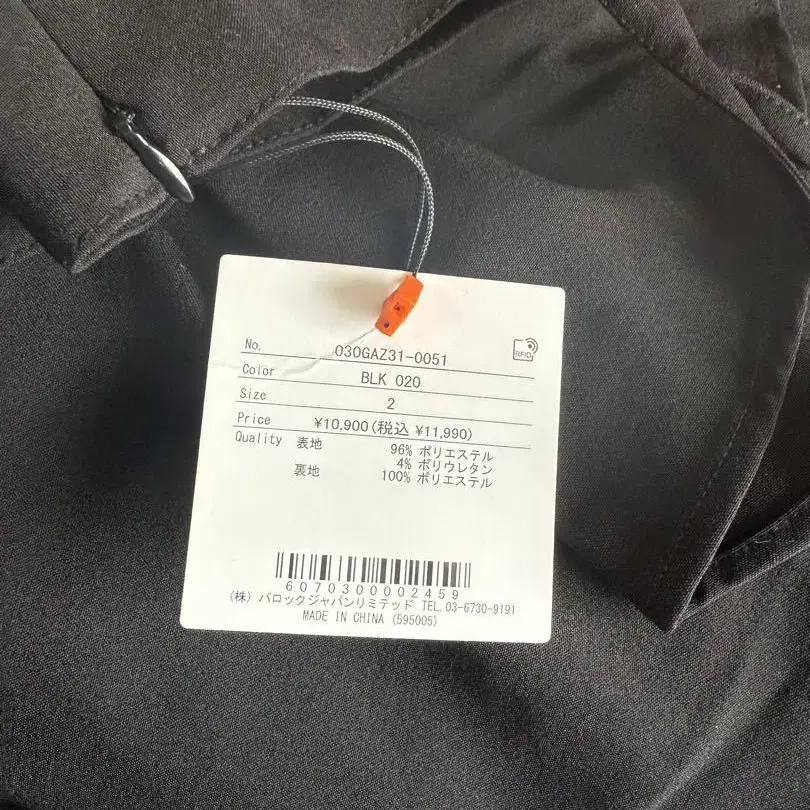 No. 030GAZ31-0051
RFID
Color BLK 020
Size 2
Price ¥10,900(税込 ¥11,990)
Quality 表地 96% ポリエステル
4% ポリウレタン
裏地 100% ポリエステル
6070300002459
(株) バロックジャパンリミテッド TEL.03-6730-9191
MADE IN CHINA (595005)